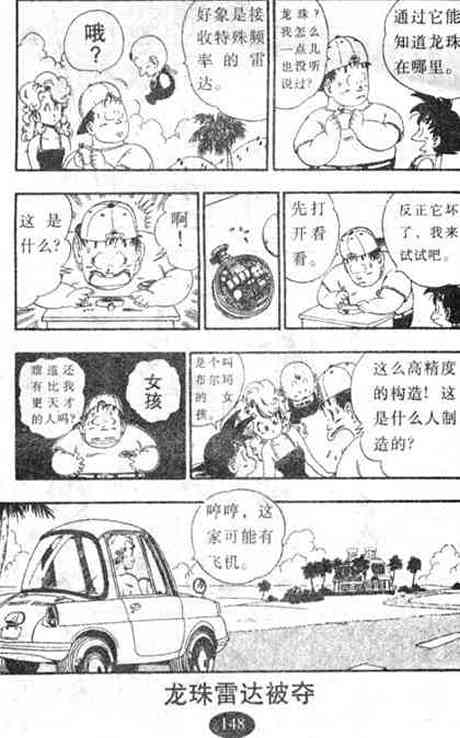 通过它能
知道龙珠
在哪里。
龙珠？
我怎么
一点儿
也没听
说过？
好象是接
收特殊频
率的雷
达。
哦
？
反正它坏
了，我来
试试吧。
先打
开看
看。
啊！
这是
什么？
这么高精度
的构造！这
是什么人制
造的？
是个叫
布尔玛
的女
孩。
女孩
难道还
有比我
更天才
的人吗？
哼哼，这
家可能有
飞机。
龙珠雷达被夺
148